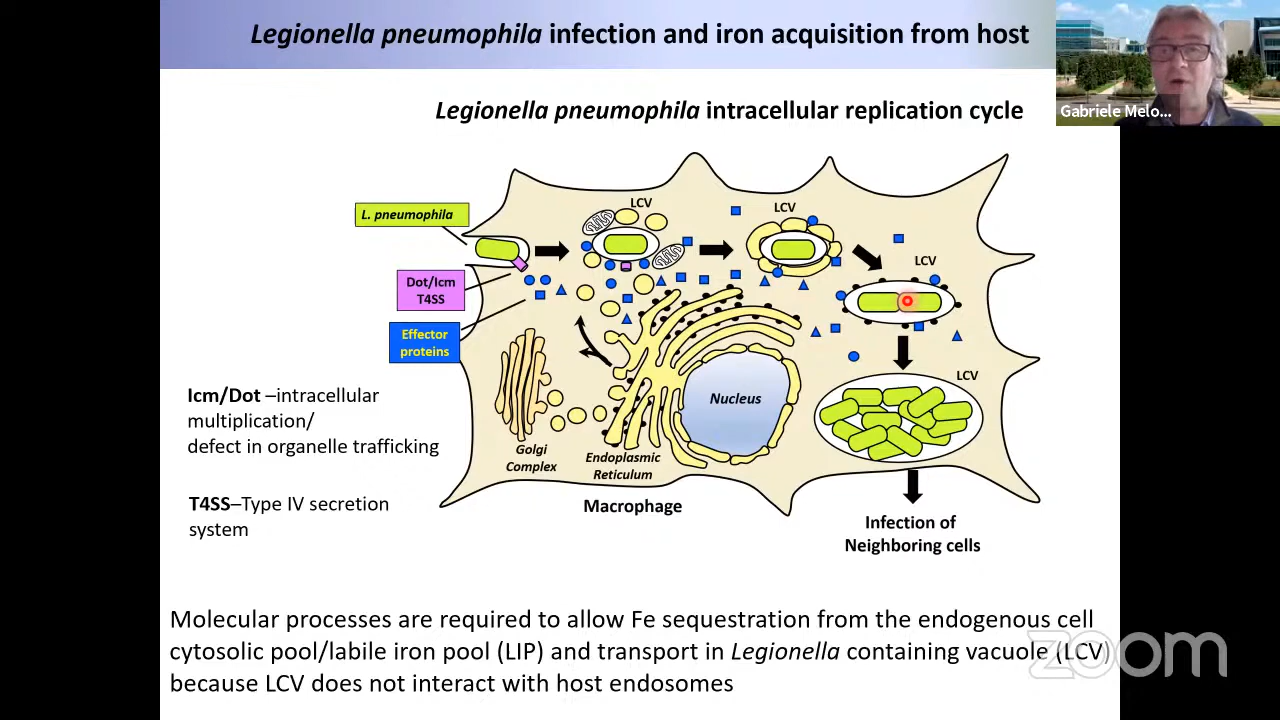 Legionella pneumophila infection and iron acquisition from host
Gabriele Melo...
Legionella pneumophila intracellular replication cycle
L. pneumophila
LCV
LCV
LCV
Dot/Icm
T4SS
Effector
proteins
LCV
Icm/Dot –intracellular
multiplication/
defect in organelle trafficking
Nucleus
Golgi
Complex
Endoplasmic
Reticulum
T4SS–Type IV secretion
system
Macrophage
Infection of
Neighboring cells
Molecular processes are required to allow Fe sequestration from the endogenous cell
cytosolic pool/labile iron pool (LIP) and transport in Legionella containing vacuole (LCV)
because LCV does not interact with host endosomes
zoom